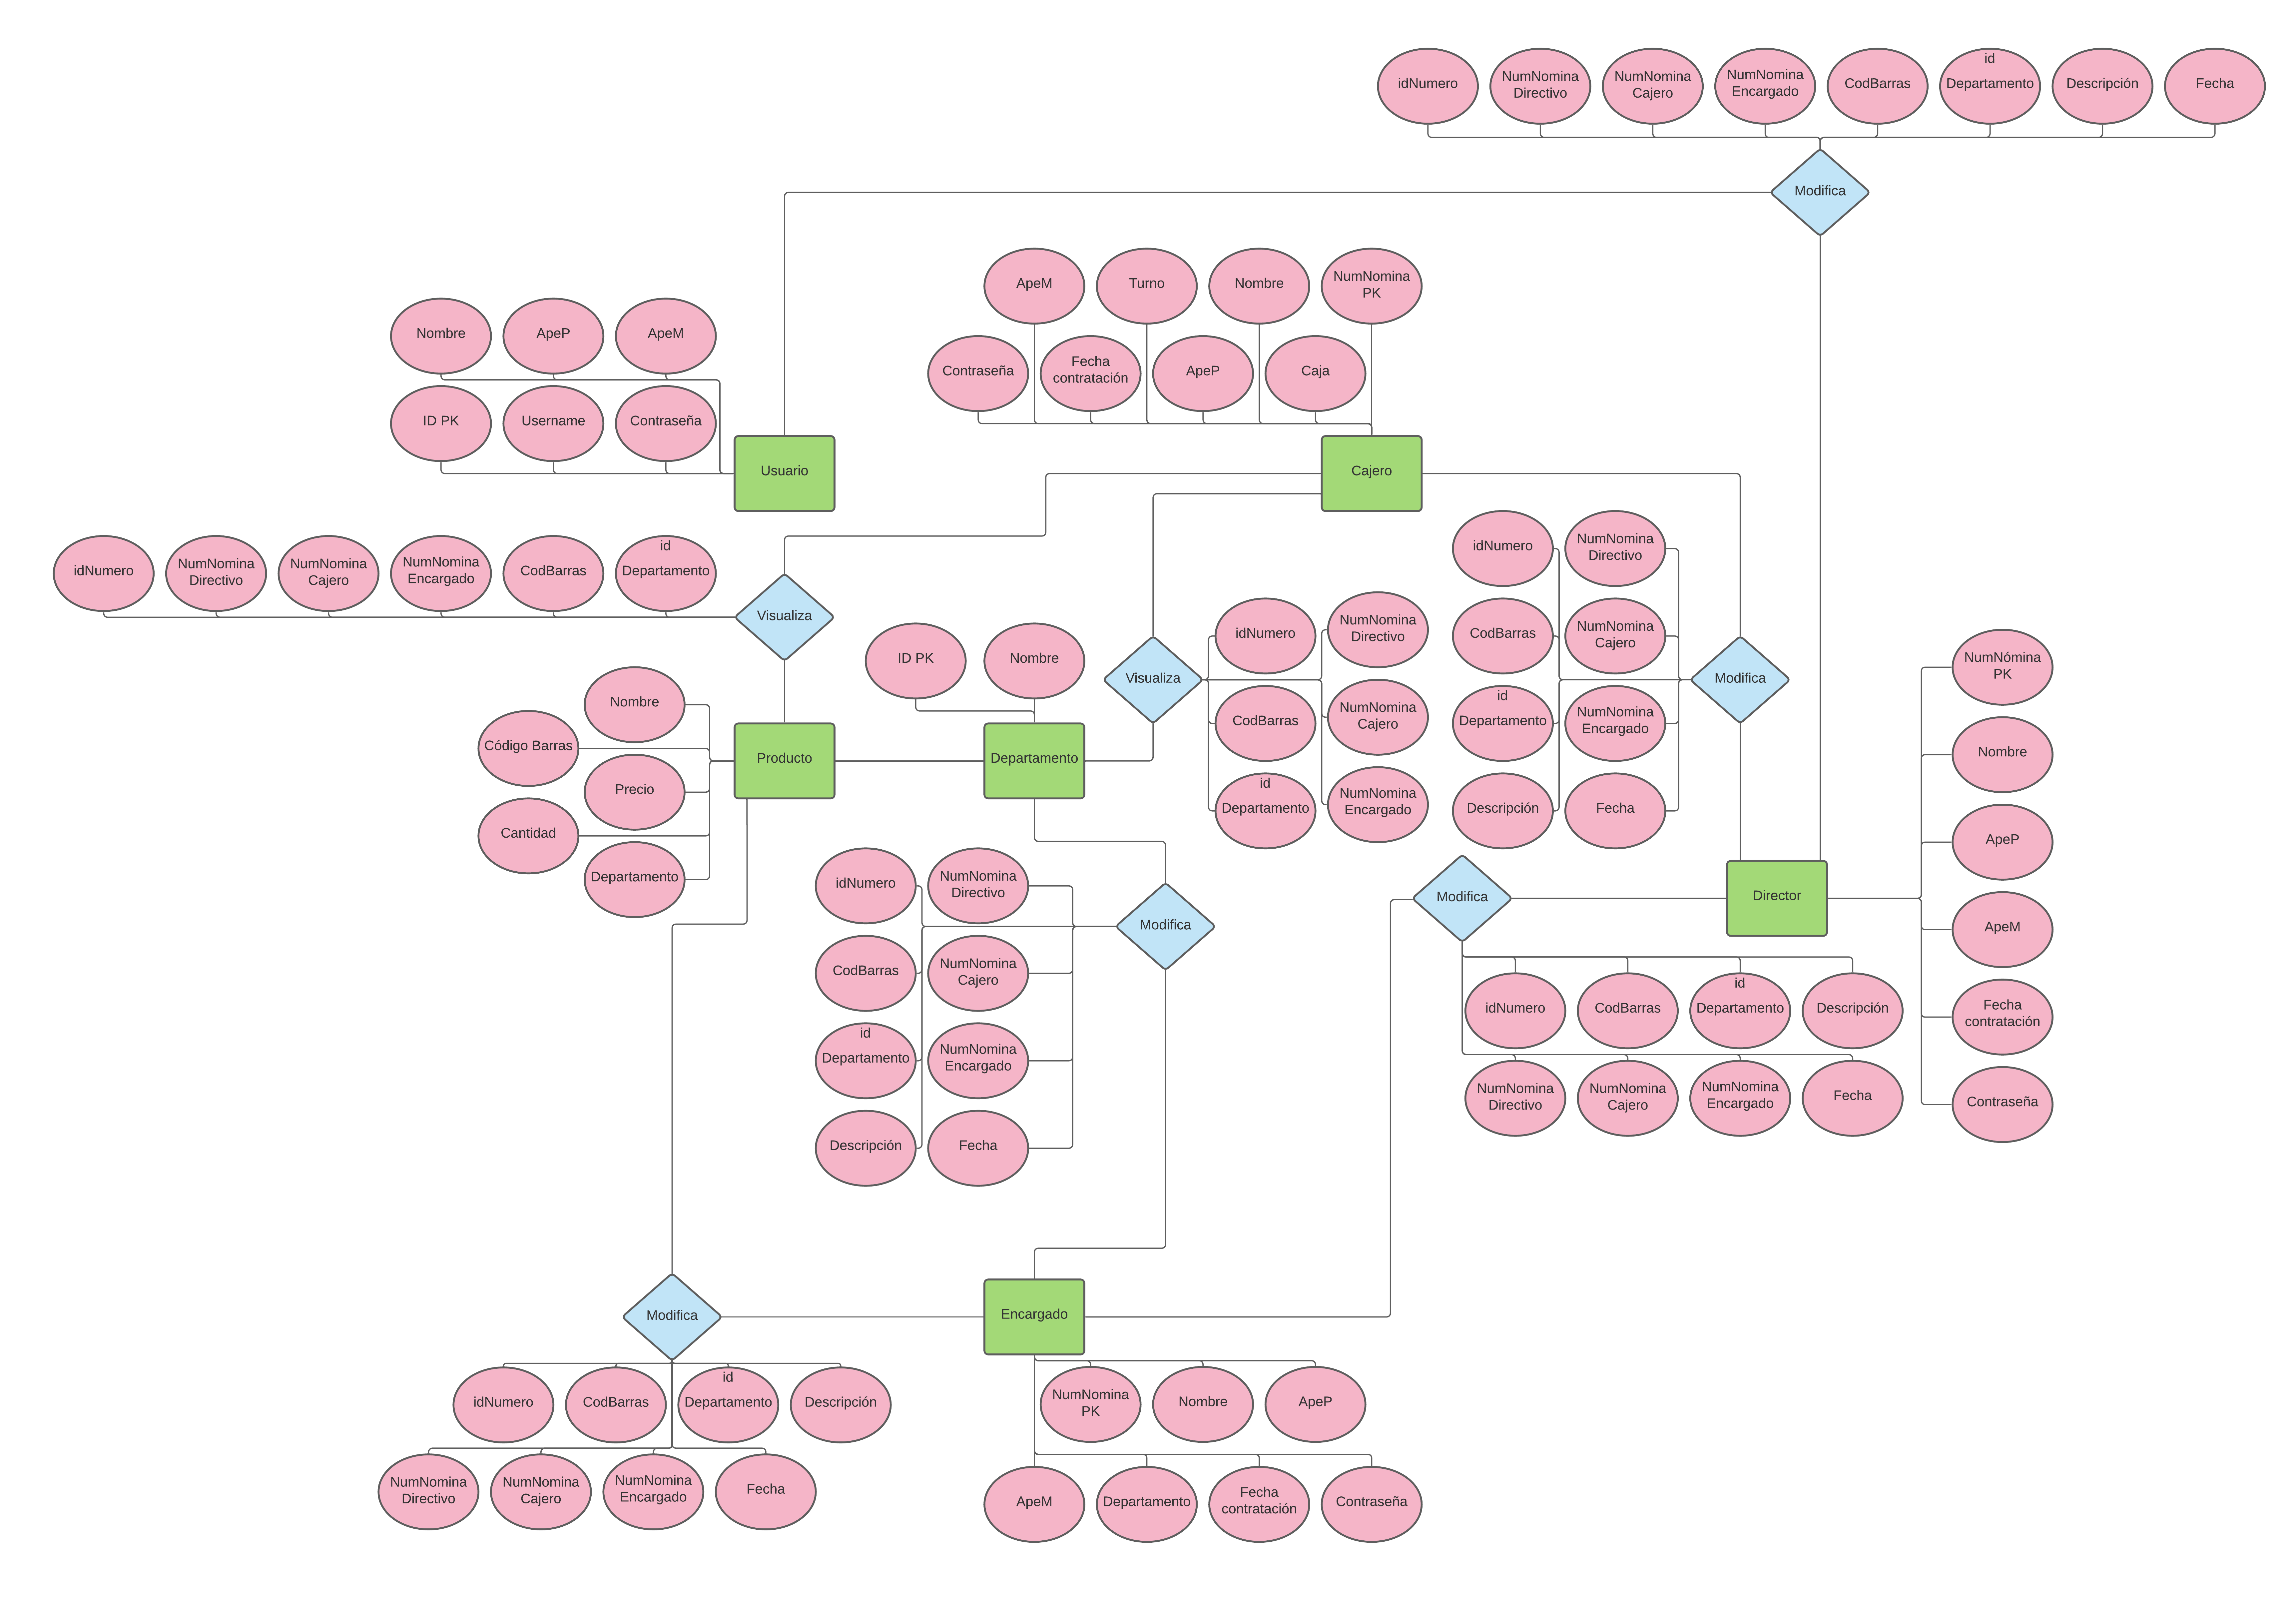 idNumero
NumNomina
Directivo
NumNomina
Cajero
NumNomina
Encargado
CodBarras
id
Departamento
Descripción
Fecha
Modifica
ApeM
Turno
Nombre
NumNomina
PK
Contraseña
Fecha
contratación
ApeP
Caja
Nombre
ApeP
ApeM
ID PK
Username
Contraseña
Usuario
Cajero
idNumero
NumNomina
Directivo
NumNomina
Cajero
NumNomina
Encargado
CodBarras
id
Departamento
Visualiza
ID PK
Nombre
Visualiza
idNumero
NumNomina
Directivo
CodBarras
NumNomina
Cajero
id
Departamento
NumNomina
Encargado
idNumero
NumNomina
Directivo
CodBarras
NumNomina
Cajero
id
Departamento
NumNomina
Encargado
Descripción
Fecha
Modifica
Nombre
Código Barras
Precio
Cantidad
Departamento
Producto
Departamento
NumNómina
PK
Nombre
ApeP
ApeM
Fecha
contratación
Contraseña
Director
Modifica
idNumero
CodBarras
id
Departamento
Descripción
NumNomina
Directivo
NumNomina
Cajero
NumNomina
Encargado
Fecha
idNumero
NumNomina
Directivo
CodBarras
NumNomina
Cajero
id
Departamento
NumNomina
Encargado
Descripción
Fecha
Modifica
Modifica
Encargado
idNumero
CodBarras
id
Departamento
Descripción
NumNomina
Directivo
NumNomina
Cajero
NumNomina
Encargado
Fecha
NumNomina
PK
Nombre
ApeP
ApeM
Departamento
Fecha
contratación
Contraseña